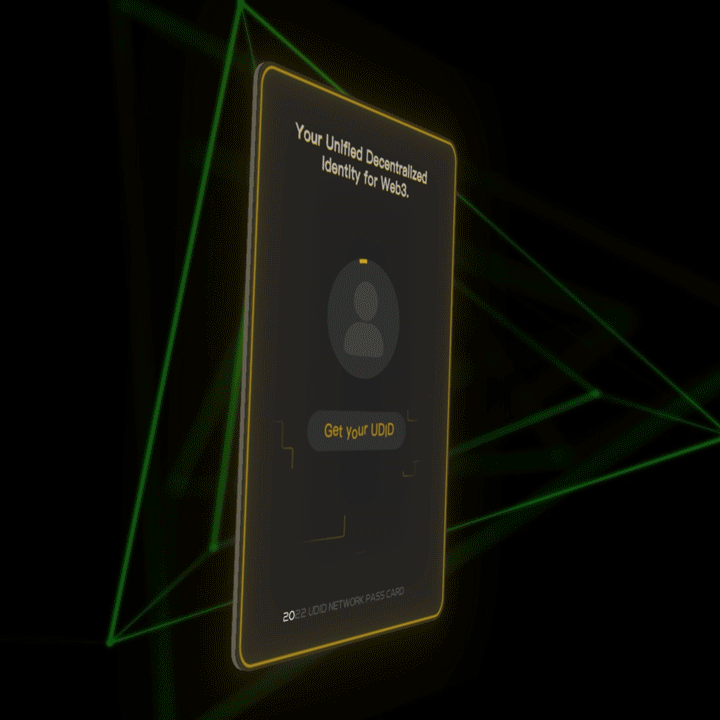 Your Unified Decentralized
Identity for Web3.
Get your UDID
2022 UDID NETWORK PASS CARD